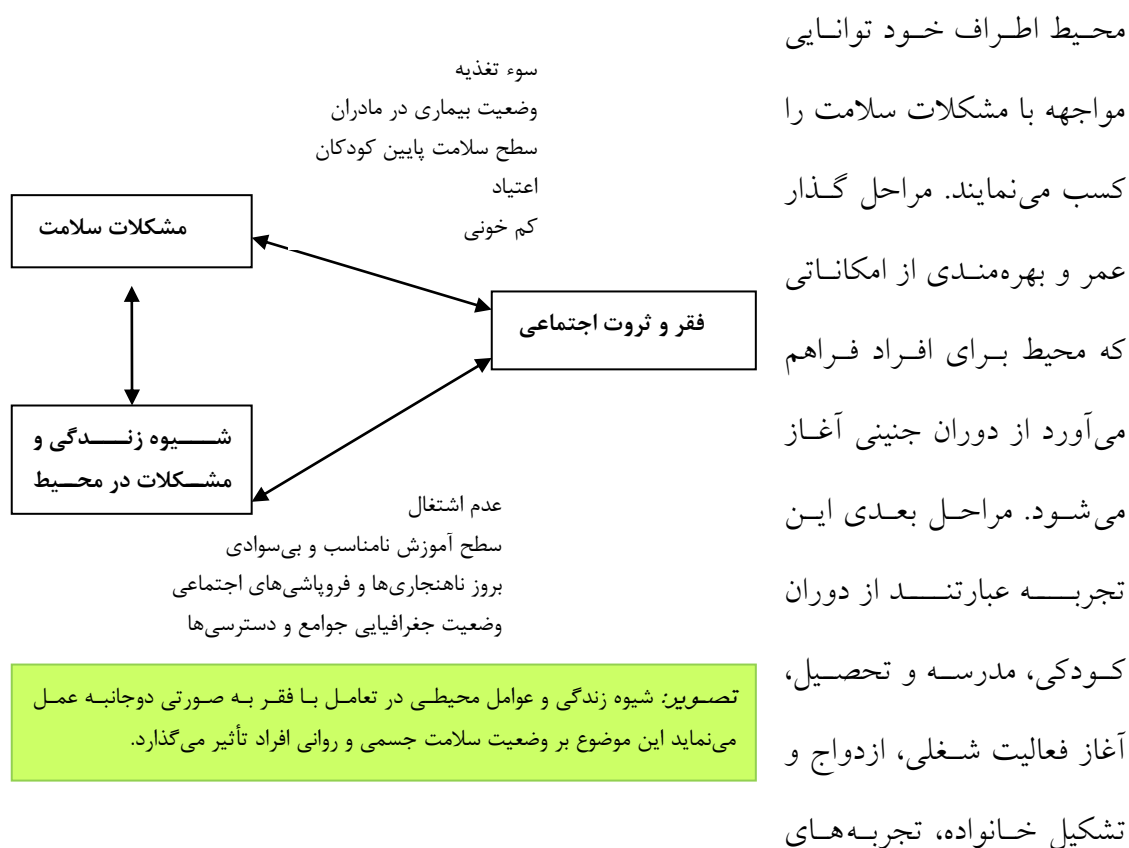 محیط اطراف خود توانایی
مواجهه با مشکلات سلامت را
کسب می‌نمایند. مراحل گذار
عمر و بهره‌مندی از امکاناتی
که محیط برای افراد فراهم
می‌آورد از دوران جنینی آغاز
می‌شود. مراحل بعدی این
تجربه عبارتند از دوران
کودکی، مدرسه و تحصیل،
آغاز فعالیت شغلی، ازدواج و
تشکیل خانواده، تجربه‌های
سوء تغذیه
وضعیت بیماری در مادران
سطح سلامت پایین کودکان
اعتیاد
کم خونی
مشکلات سلامت
فقر و ثروت اجتماعی
شیوه زندگی و
مشکلات در محیط
عدم اشتغال
سطح آموزش نامناسب و بی‌سوادی
بروز ناهنجاری‌ها و فروپاشی‌های اجتماعی
وضعیت جغرافیایی جوامع و دسترسی‌ها
تصویر: شیوه زندگی و عوامل محیطی در تعامل با فقر به صورتی دوجانبه عمل
می‌نماید این موضوع بر وضعیت سلامت جسمی و روانی افراد تأثیر می‌گذارد.